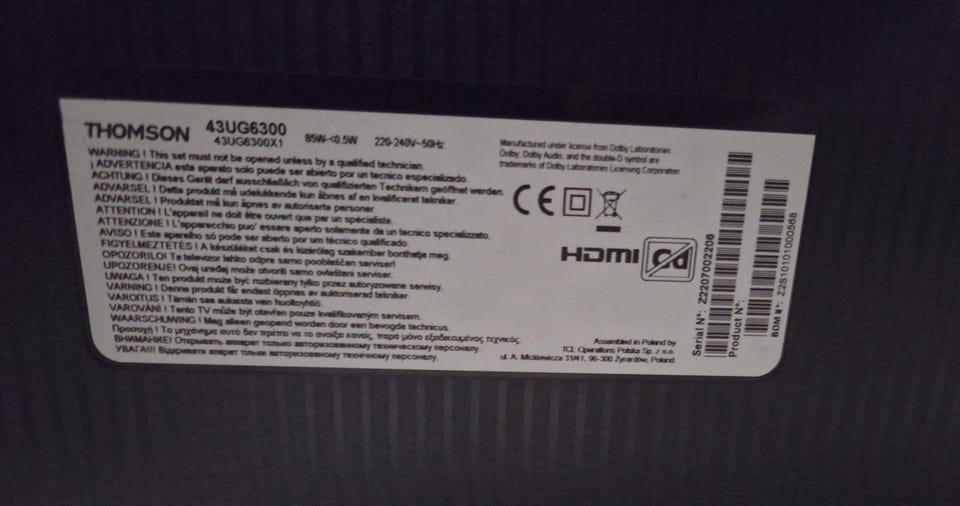 THOMSON 43UG6300
43UG6300X1
85W-<0.5W 220-240V~50Hz
WARNING ! This set must not be opened unless by a qualified technician.
¡ ADVERTENCIA este aparato solo puede ser abierto por un tecnico especializado.
ACHTUNG ! Dieses Gerät darf ausschließlich von qualifizierten Technikern geöffnet werden.
ADVARSEL ! Dette produkt må udelukkende kun åbnes af en kvalificeret tekniker.
ADVARSEL ! Produktet må kun åpnes av autoriserte personer
ATTENTION ! L'appareil ne doit être ouvert que par un spécialiste.
ATTENZIONE ! L'apparecchio puo' essere aperto solamente da un tecnico specializzato.
AVISO ! Este aparelho só pode ser aberto por um técnico qualificado.
FIGYELMEZTETÉS ! A készüléket csak és kizárólag szakember bonthatja meg.
OPOZORILO! Te televizor lahko odpre samo pooblеščen serviser!
UPOZORENJE! Ovaj uređaj može otvoriti samo ovlašteni serviser.
UWAGA ! Ten produkt może być rozbierany tylko przez autoryzowane serwisy.
VARNING ! Denna produkt får endast öppnas av auktoriserad tekniker.
VAROITUS ! Tämän saa aukaista vain huoltoyhtiö.
VAROVÁNÍ ! Tento TV může být otevřen pouze kvalifikovaným servisem.
WAARSCHUWING ! Mag alleen geopend worden door een bevoegde technicus.
Προσοχή ! Το μηχάνημα αυτό δεν πρέπει να το ανοίξει κανείς, παρά μόνο εξειδικευμένος τεχνικός.
ВНИМАНИЕ! Открывать аппарат только авторизованному техническому персоналу.
УВАГА!!! Відкривати апарат тільки авторизованому технічному персоналу.
Manufactured under license from Dolby Laboratories
Dolby, Dolby Audio, and the double-D symbol are
trademarks of Dolby Laboratories Licensing Corporation
CE
HDMI
Assembled in Poland by
TCL Operations Polska Sp. z o.o.
ul. A. Mickiewicza 31/41, 96-300 Żyrardów, Poland
Serial N°: Z2207002206
Product N°:
BOM N°: Z2S10101000568